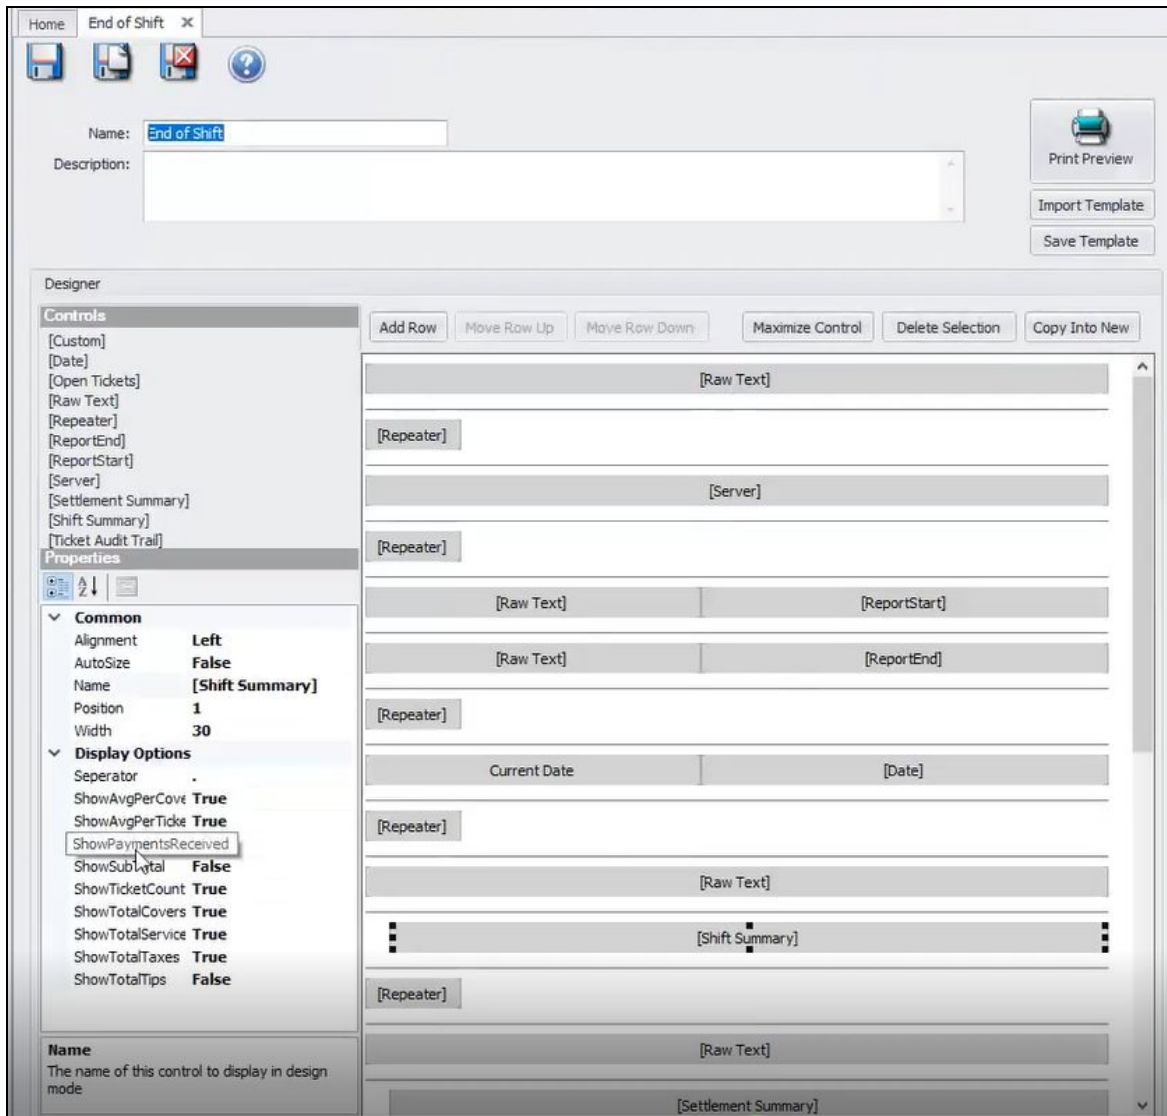 Home End of Shift
Name: End of Shift
Description:
Print Preview
Import Template
Save Template
Designer
Controls
[Custom]
[Date]
[Open Tickets]
[Raw Text]
[Repeater]
[ReportEnd]
[ReportStart]
[Server]
[Settlement Summary]
[Shift Summary]
[Ticket Audit Trail]
Properties
Common
Alignment Left
AutoSize False
Name [Shift Summary]
Position 1
Width 30
Display Options
Seperator .
ShowAvgPerCove True
ShowAvgPerTicke True
ShowPaymentsReceived
ShowSubTotal False
ShowTicketCount True
ShowTotalCovers True
ShowTotalService True
ShowTotalTaxes True
ShowTotalTips False
Name
The name of this control to display in design
mode
Add Row Move Row Up Move Row Down Maximize Control Delete Selection Copy Into New
[Raw Text]
[Repeater]
[Server]
[Repeater]
[Raw Text] [ReportStart]
[Raw Text] [ReportEnd]
[Repeater]
Current Date [Date]
[Repeater]
[Raw Text]
[Shift Summary]
[Repeater]
[Raw Text]
[Settlement Summary]